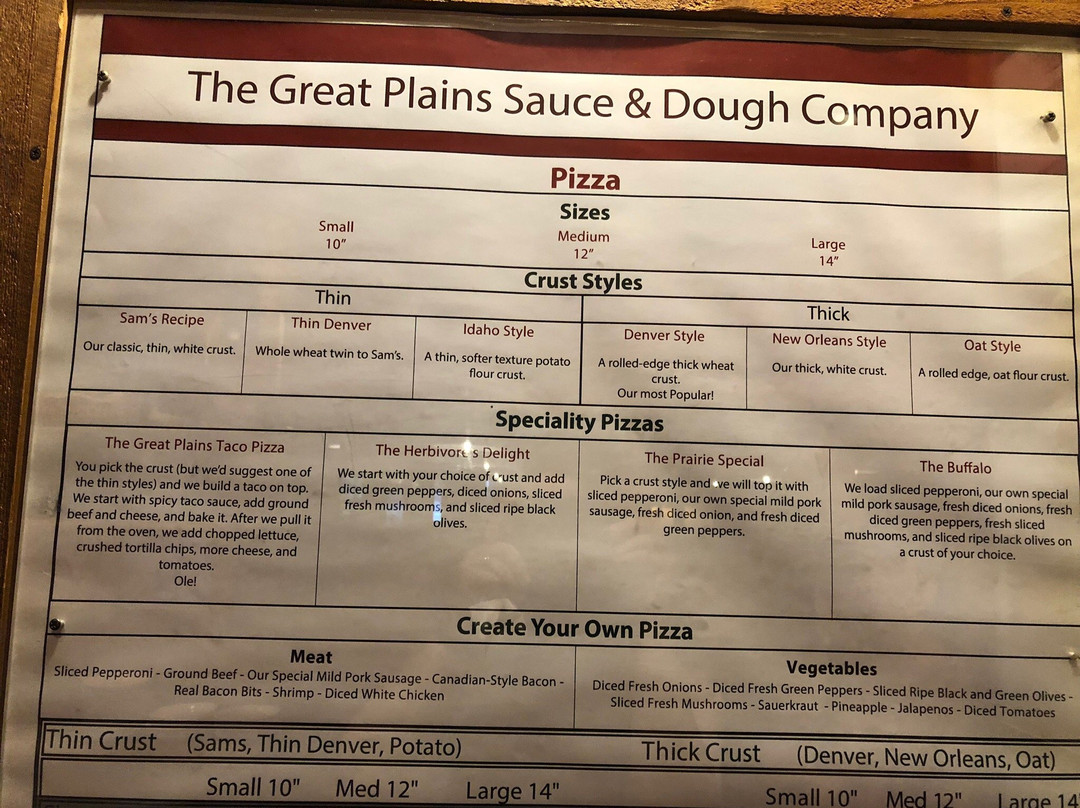 The Great Plains Sauce & Dough Company
Pizza
Sizes
Small
10"
Medium
12"
Large
14"
Crust Styles
Thin
Thick
Sam's Recipe
Our classic, thin, white crust.
Thin Denver
Whole wheat twin to Sam's.
Idaho Style
A thin, softer texture potato
flour crust.
Denver Style
A rolled-edge thick wheat
crust.
Our most Popular!
New Orleans Style
Our thick, white crust.
Oat Style
A rolled edge, oat flour crust.
Speciality Pizzas
The Great Plains Taco Pizza
You pick the crust (but we'd suggest one of
the thin styles) and we build a taco on top.
We start with spicy taco sauce, add ground
beef and cheese, and bake it. After we pull it
from the oven, we add chopped lettuce,
crushed tortilla chips, more cheese, and
tomatoes.
Ole!
The Herbivore's Delight
We start with your choice of crust and add
diced green peppers, diced onions, sliced
fresh mushrooms, and sliced ripe black
olives.
The Prairie Special
Pick a crust style and we will top it with
sliced pepperoni, our own special mild pork
sausage, fresh diced onion, and fresh diced
green peppers.
The Buffalo
We load sliced pepperoni, our own special
mild pork sausage, fresh diced onions, fresh
diced green peppers, fresh sliced
mushrooms, and sliced ripe black olives on
a crust of your choice.
Create Your Own Pizza
Meat
Sliced Pepperoni - Ground Beef - Our Special Mild Pork Sausage - Canadian-Style Bacon -
Real Bacon Bits - Shrimp - Diced White Chicken
Vegetables
Diced Fresh Onions - Diced Fresh Green Peppers - Sliced Ripe Black and Green Olives -
Sliced Fresh Mushrooms - Sauerkraut - Pineapple - Jalapenos - Diced Tomatoes
Thin Crust (Sams, Thin Denver, Potato)
Thick Crust (Denver, New Orleans, Oat)
Small 10" Med 12" Large 14"
Small 10" Med 12" Large 14